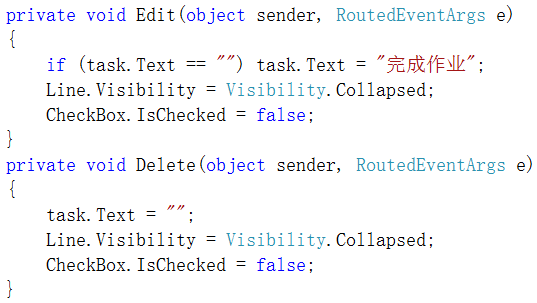 private void Edit(object sender, RoutedEventArgs e)
{
    if (task.Text == "") task.Text = "完成作业";
    Line.Visibility = Visibility.Collapsed;
    CheckBox.IsChecked = false;
}
private void Delete(object sender, RoutedEventArgs e)
{
    task.Text = "";
    Line.Visibility = Visibility.Collapsed;
    CheckBox.IsChecked = false;
}